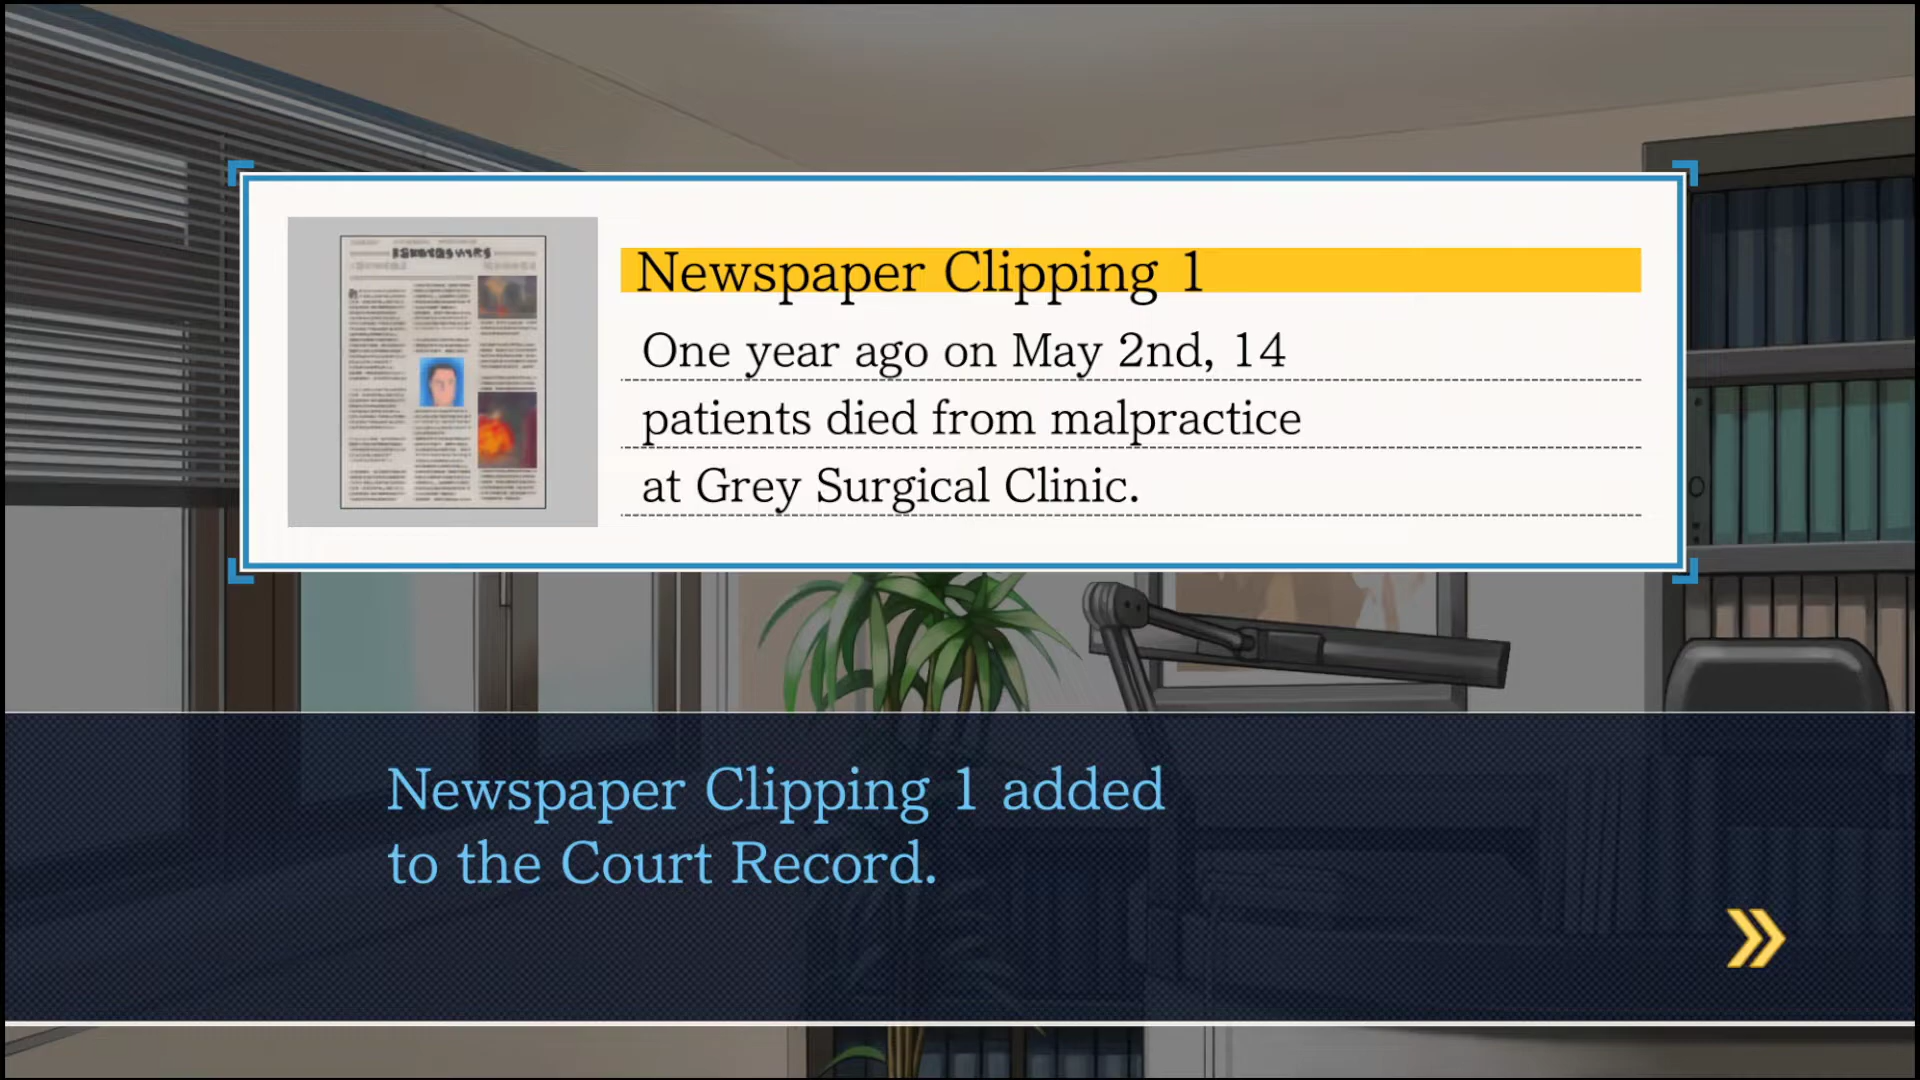 Newspaper Clipping 1
One year ago on May 2nd, 14
patients died from malpractice
at Grey Surgical Clinic.
Newspaper Clipping 1 added
to the Court Record.